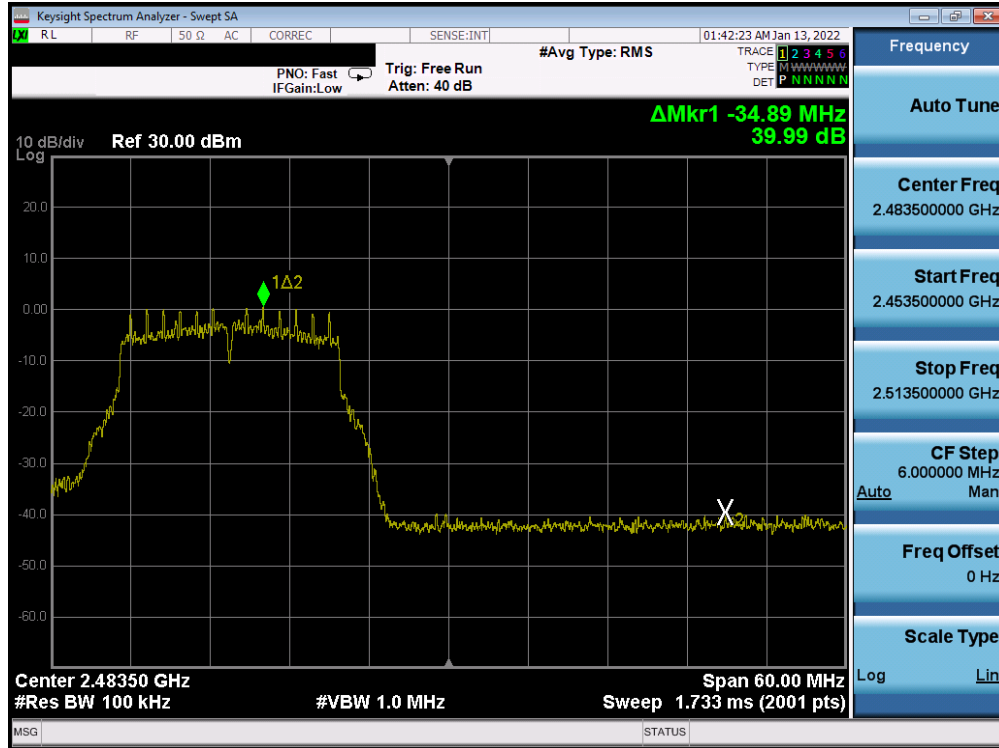 Keysight Spectrum Analyzer - Swept SA
LXI RL RF 50 Ω AC CORREC SENSE:INT 01:42:23 AM Jan 13, 2022
#Avg Type: RMS TRACE 1 2 3 4 5 6
PNO: Fast Trig: Free Run TYPE M W W W W W
IFGain:Low Atten: 40 dB DET P N N N N N
ΔMkr1 -34.89 MHz
39.99 dB
10 dB/div Ref 30.00 dBm
Log
20.0
10.0
1Δ2
0.00
-10.0
-20.0
-30.0
-40.0
X2
-50.0
-60.0
Center 2.48350 GHz Span 60.00 MHz
#Res BW 100 kHz #VBW 1.0 MHz Sweep 1.733 ms (2001 pts)
MSG STATUS
Frequency
Auto Tune
Center Freq
2.483500000 GHz
Start Freq
2.453500000 GHz
Stop Freq
2.513500000 GHz
CF Step
6.000000 MHz
Auto Man
Freq Offset
0 Hz
Scale Type
Log Lin